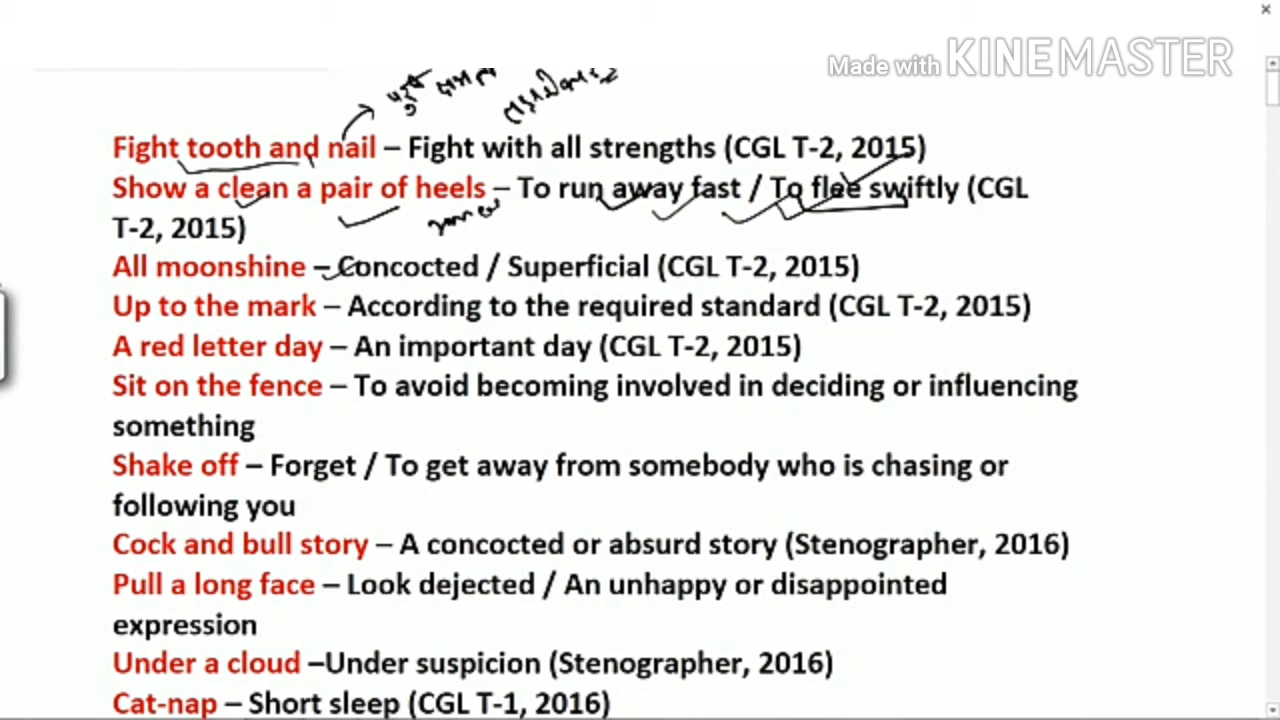 Made with KINEMASTER
Fight tooth and nail – Fight with all strengths (CGL T-2, 2015)
Show a clean a pair of heels – To run away fast / To flee swiftly (CGL
T-2, 2015)
All moonshine – Concocted / Superficial (CGL T-2, 2015)
Up to the mark – According to the required standard (CGL T-2, 2015)
A red letter day – An important day (CGL T-2, 2015)
Sit on the fence – To avoid becoming involved in deciding or influencing
something
Shake off – Forget / To get away from somebody who is chasing or
following you
Cock and bull story – A concocted or absurd story (Stenographer, 2016)
Pull a long face – Look dejected / An unhappy or disappointed
expression
Under a cloud –Under suspicion (Stenographer, 2016)
Cat-nap – Short sleep (CGL T-1, 2016)